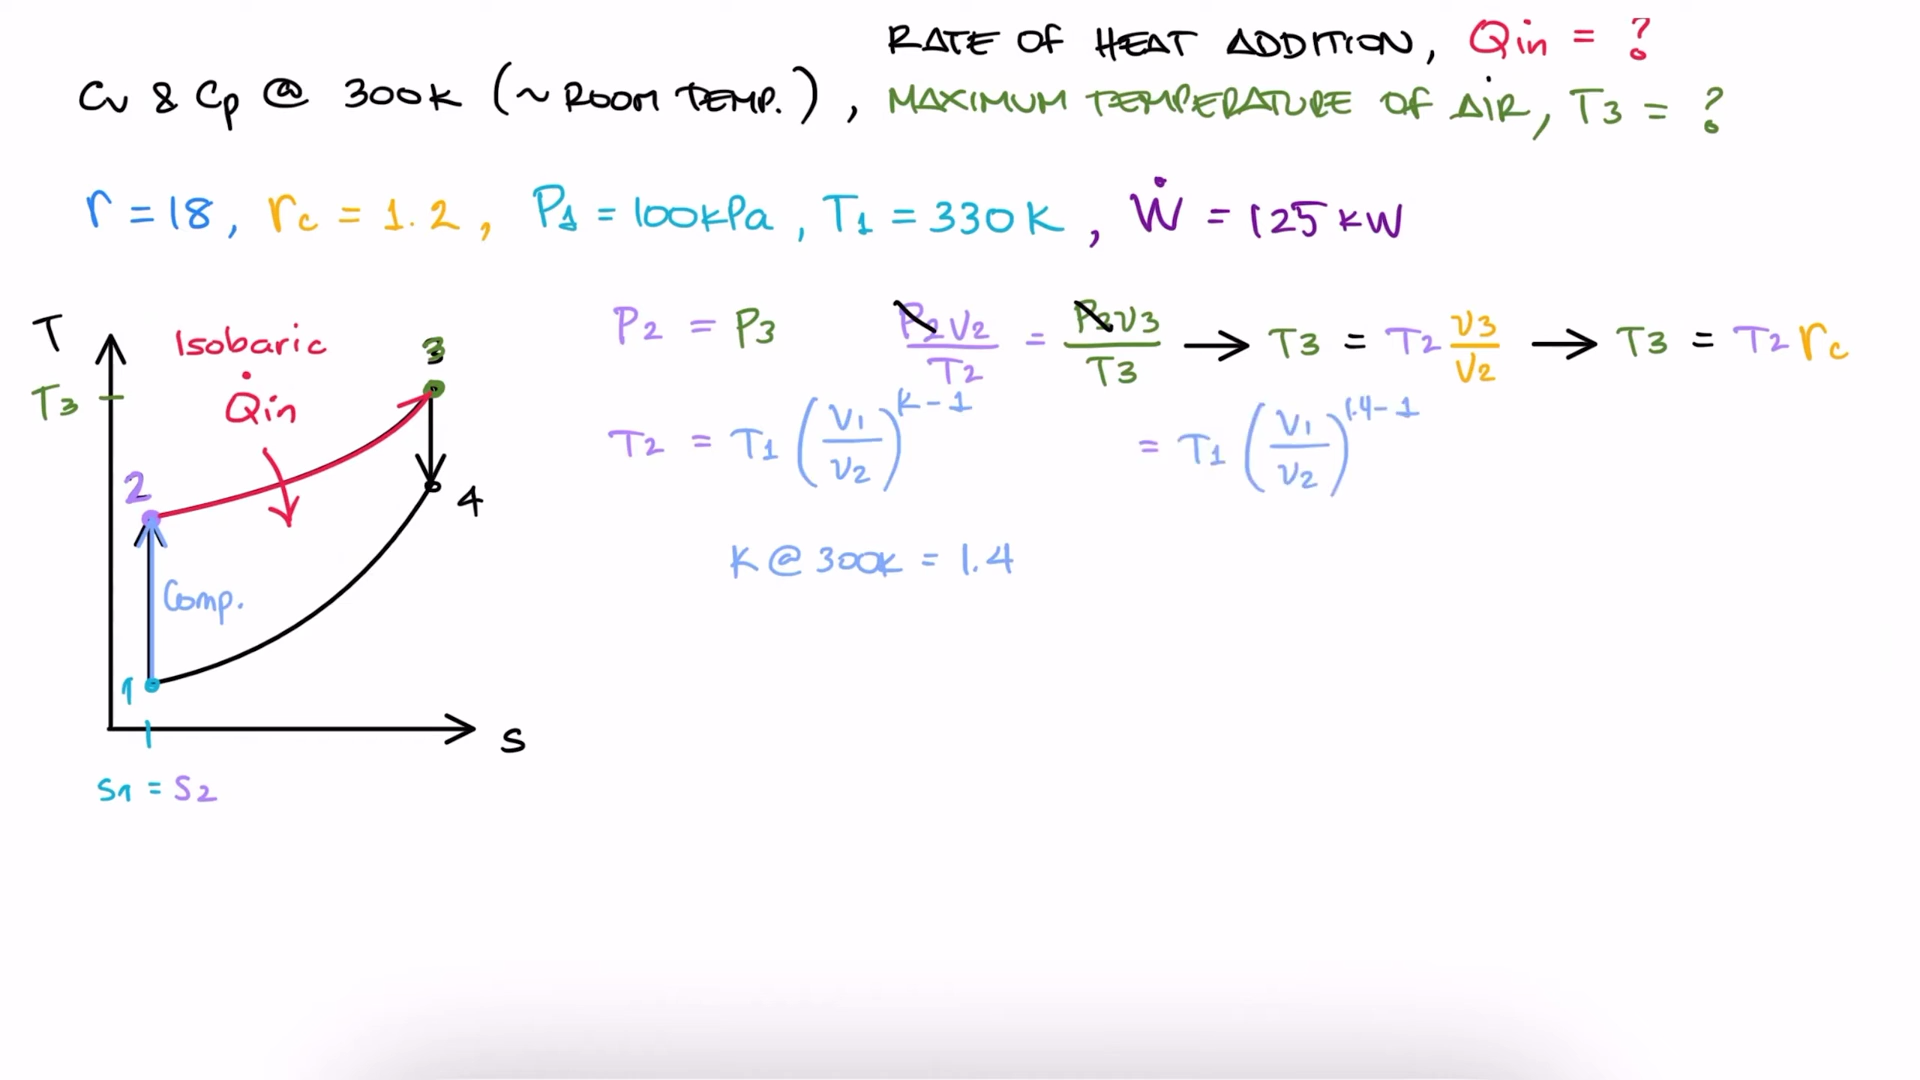 RATE OF HEAT ADDITION, Q̇in = ?
Cv & Cp @ 300K (~ ROOM TEMP.), MAXIMUM TEMPERATURE OF AIR, T3 = ?
r = 18, rc = 1.2, P1 = 100kPa, T1 = 330K, Ẇ = 125 kW
P2 = P3 P2V2/T2 = P3V3/T3 → T3 = T2 V3/V2 → T3 = T2 rc
T2 = T1 (V1/V2)^K-1 = T1 (V1/V2)^1.4-1
K @ 300K = 1.4
T
Isobaric
3
T3
Q̇in
2
4
Comp.
1
S
S1 = S2